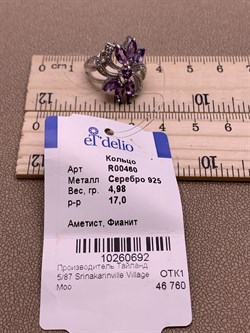 el delio
Кольцо
Арт R00460
Металл Серебро 925
Вес, гр. 4,98
р-р 17,0
Аметист, Фианит
10260692
Производитель Тайланд
5/87 Srinakarinville Village ОТК1
Moo 46 760